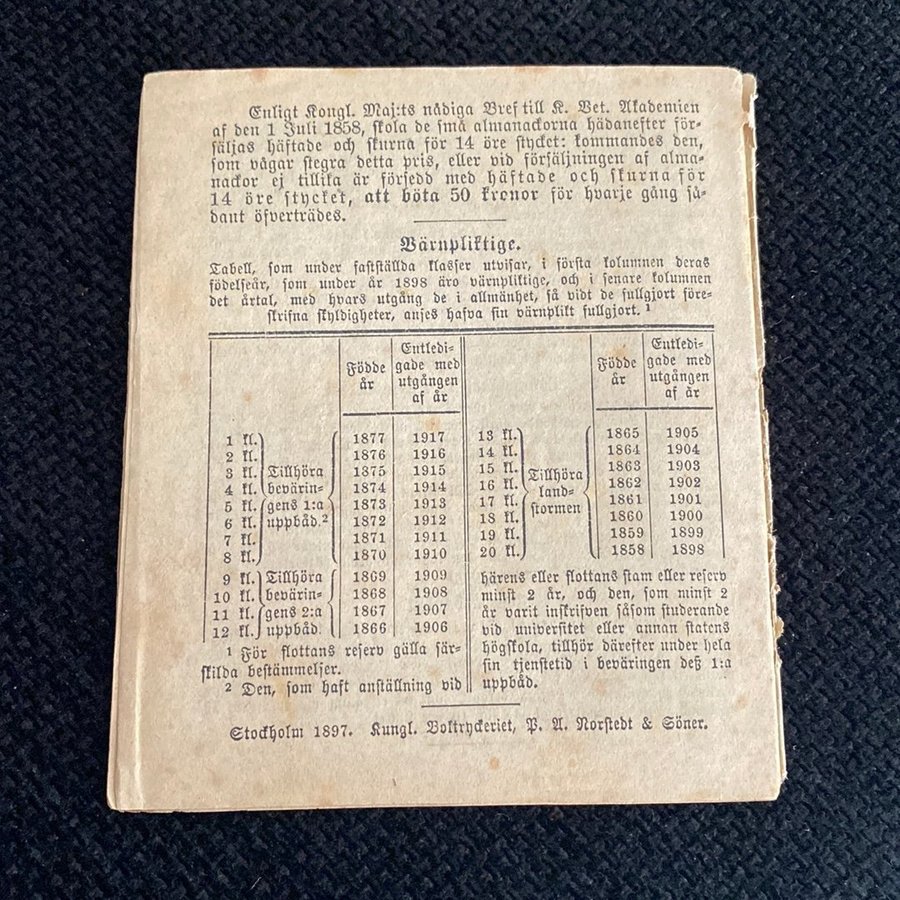 Enligt Kongl. Maj:ts nådiga Bref till K. Vet. Akademien
af den 1 Juli 1858, skola de små almanackorna hädanefter för-
säljas häftade och skurna för 14 öre stycket: kommandes den,
som vågar stegra detta pris, eller vid försäljningen af alma-
nackor ej tillika är försedd med häftade och skurna för
14 öre stycket, att böta 50 kronor för hvarje gång så-
dant öfverträdes.
Värnpliktige.
Tabell, som under fastställda klasser utvisar, i första kolumnen deras
födelseår, som under år 1898 äro värnpliktige, och i senare kolumnen
det årtal, med hvars utgång de i allmänhet, så vidt de fullgjort före-
skrifna skyldigheter, anses hafva sin värnplikt fullgjort. ¹
Födde
år
Entledi-
gade med
utgången
af år
1 kl. 1877 1917
2 kl. 1876 1916
3 kl. Tillhöra 1875 1915
4 kl. bevärin- 1874 1914
5 kl. gens 1:a 1873 1913
6 kl. uppbåd.² 1872 1912
7 kl. 1871 1911
8 kl. 1870 1910
9 kl. Tillhöra 1869 1909
10 kl. bevärin- 1868 1908
11 kl. gens 2:a 1867 1907
12 kl. uppbåd. 1866 1906
¹ För flottans reserv gälla sär-
skilda bestämmelser.
² Den, som haft anställning vid
Födde
år
Entledi-
gade med
utgången
af år
13 kl. 1865 1905
14 kl. 1864 1904
15 kl. Tillhöra 1863 1903
16 kl. land- 1862 1902
17 kl. stormen 1861 1901
18 kl. 1860 1900
19 kl. 1859 1899
20 kl. 1858 1898
härens eller flottans stam eller reserv
minst 2 år, och den, som minst 2
år varit inskrifven såsom studerande
vid universitet eller annan statens
högskola, tillhör därefter under hela
sin tjenstetid i beväringen deß 1:a
uppbåd.
Stockholm 1897. Kungl. Boktryckeriet, P. A. Norstedt & Söner.